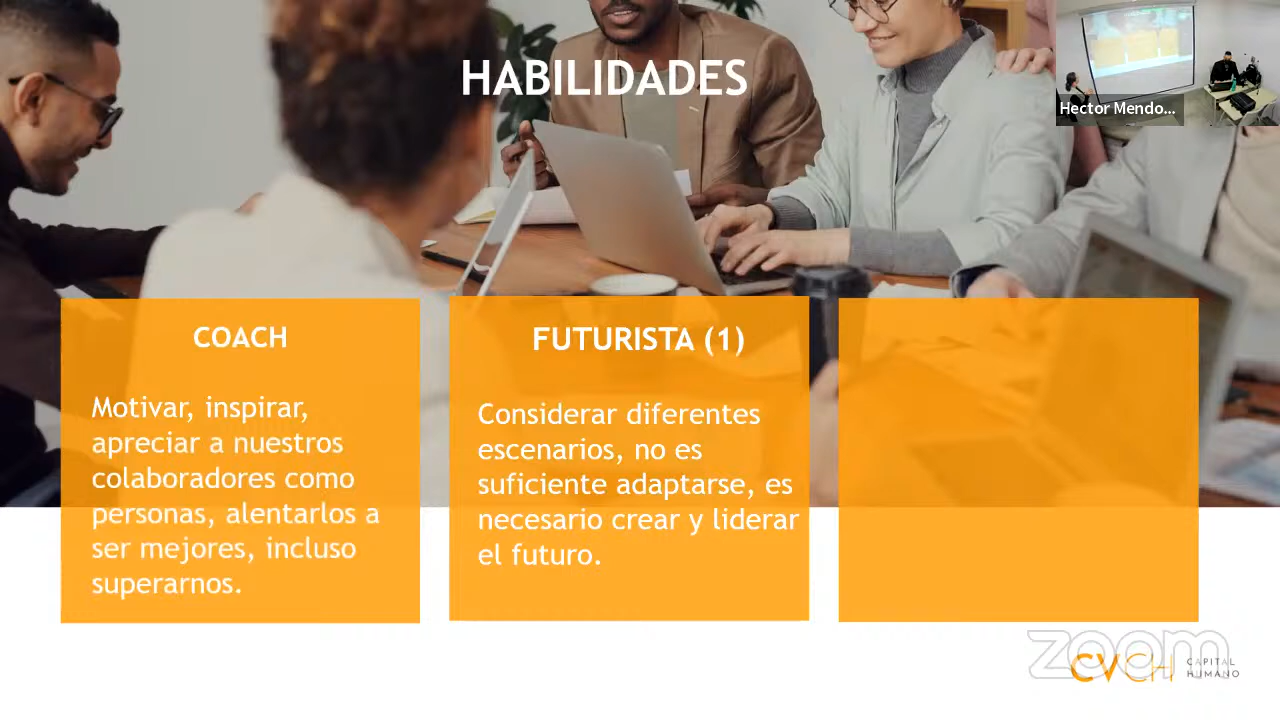 HABILIDADES
Hector Mendo...
COACH
Motivar, inspirar,
apreciar a nuestros
colaboradores como
personas, alentarlos a
ser mejores, incluso
superarnos.
FUTURISTA (1)
Considerar diferentes
escenarios, no es
suficiente adaptarse, es
necesario crear y liderar
el futuro.
zoom
CVCH CAPITAL
HUMANO